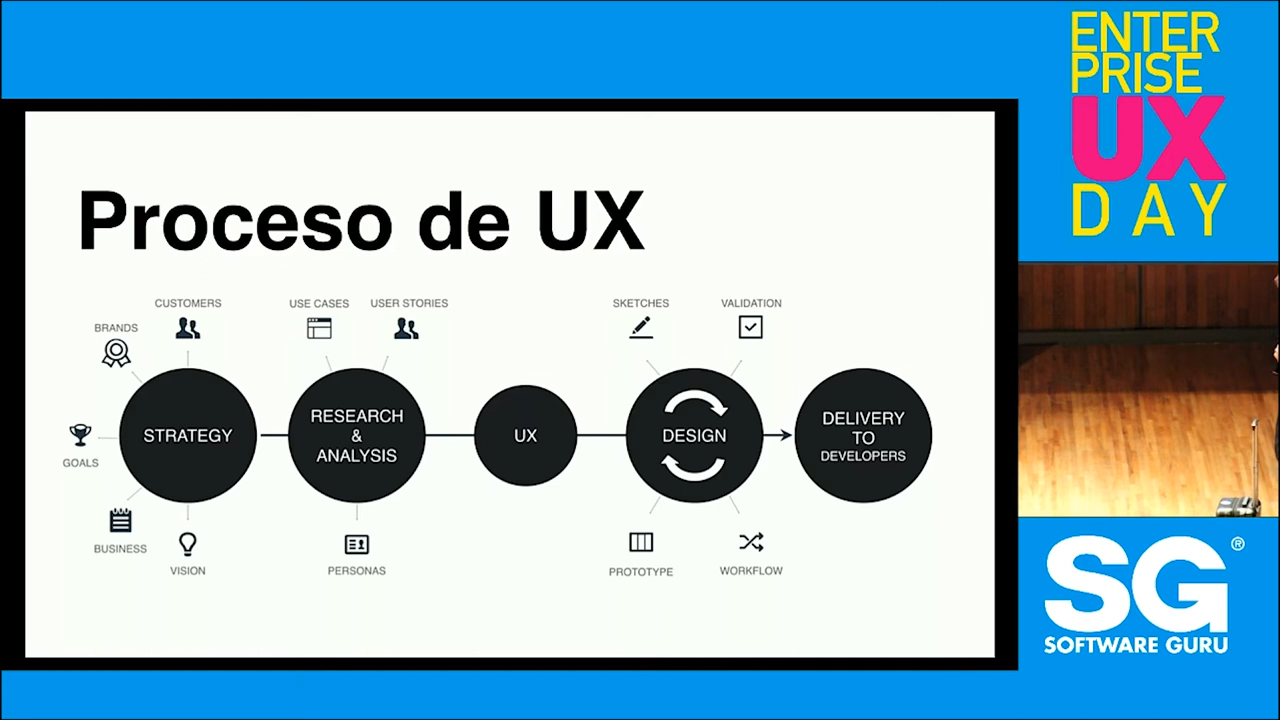 ENTER
PRISE
UX
DAY
Proceso de UX
CUSTOMERS
BRANDS
GOALS
BUSINESS
VISION
STRATEGY
USE CASES
USER STORIES
RESEARCH
&
ANALYSIS
PERSONAS
UX
SKETCHES
VALIDATION
DESIGN
PROTOTYPE
WORKFLOW
DELIVERY
TO
DEVELOPERS
SG®
SOFTWARE GURU